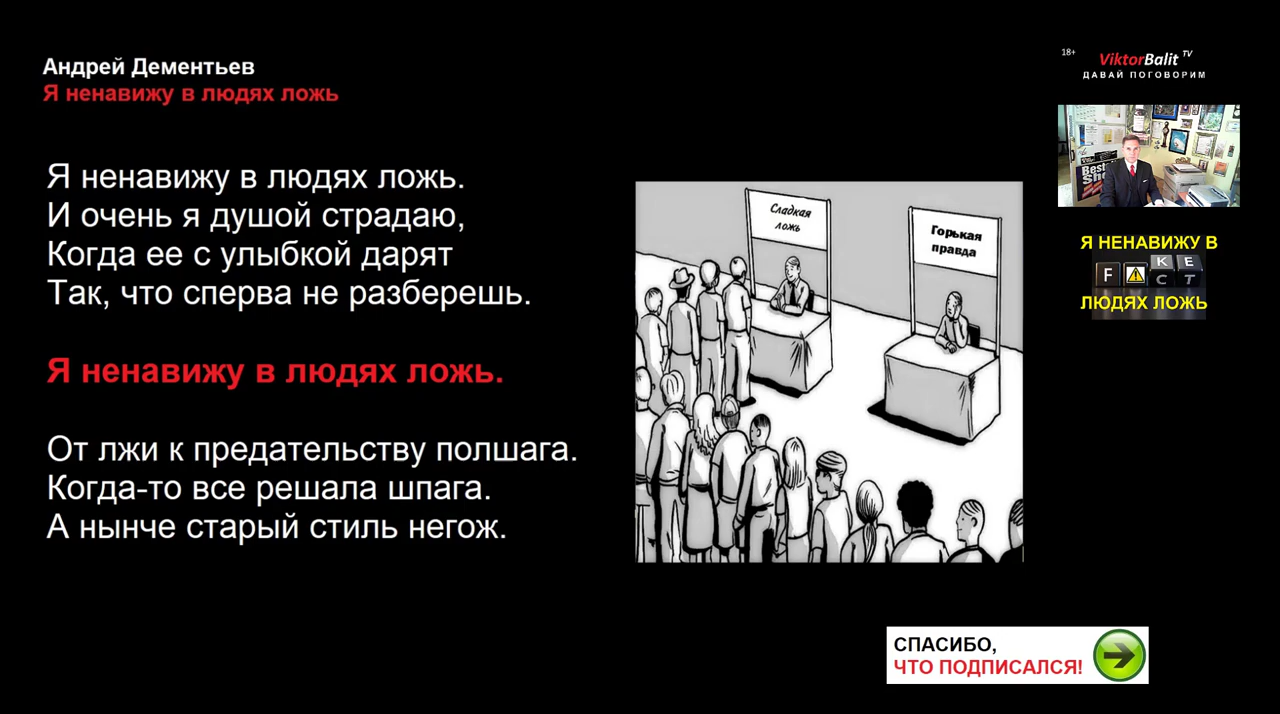 Андрей Дементьев
Я ненавижу в людях ложь
Я ненавижу в людях ложь.
И очень я душой страдаю,
Когда ее с улыбкой дарят
Так, что сперва не разберешь.
Я ненавижу в людях ложь.
От лжи к предательству полшага.
Когда-то все решала шпага.
А нынче старый стиль негож.
Сладкая
ложь
Горькая
правда
18+
ViktorBalit TV
ДАВАЙ ПОГОВОРИМ
Best
Я НЕНАВИЖУ В
K E
F C T
ЛЮДЯХ ЛОЖЬ
СПАСИБО,
ЧТО ПОДПИСАЛСЯ!